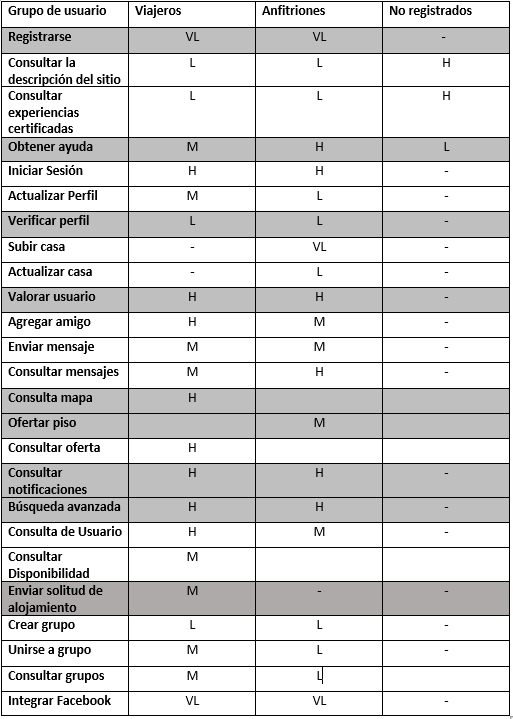 Grupo de usuario Viajeros Anfitriones No registrados
Registrarse VL VL -
Consultar la
descripción del sitio L L H
Consultar
experiencias
certificadas L L H
Obtener ayuda M H L
Iniciar Sesión H H -
Actualizar Perfil M L -
Verificar perfil L L -
Subir casa - VL -
Actualizar casa - L -
Valorar usuario H H -
Agregar amigo H M -
Enviar mensaje M M -
Consultar mensajes M H -
Consulta mapa H
Ofertar piso M
Consultar oferta H
Consultar
notificaciones H H -
Búsqueda avanzada H H -
Consulta de Usuario H M -
Consultar
Disponibilidad M
Enviar solitud de
alojamiento M - -
Crear grupo L L -
Unirse a grupo M L -
Consultar grupos M L
Integrar Facebook VL VL -